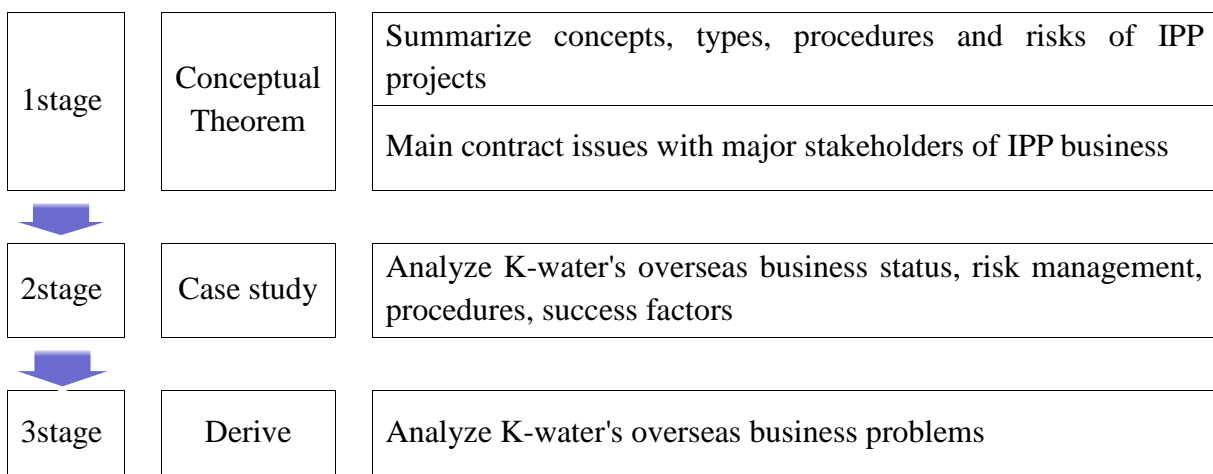 1stage
Conceptual
Theorem
Summarize concepts, types, procedures and risks of IPP
projects
Main contract issues with major stakeholders of IPP business
2stage
Case study
Analyze K-water's overseas business status, risk management,
procedures, success factors
3stage
Derive
Analyze K-water's overseas business problems